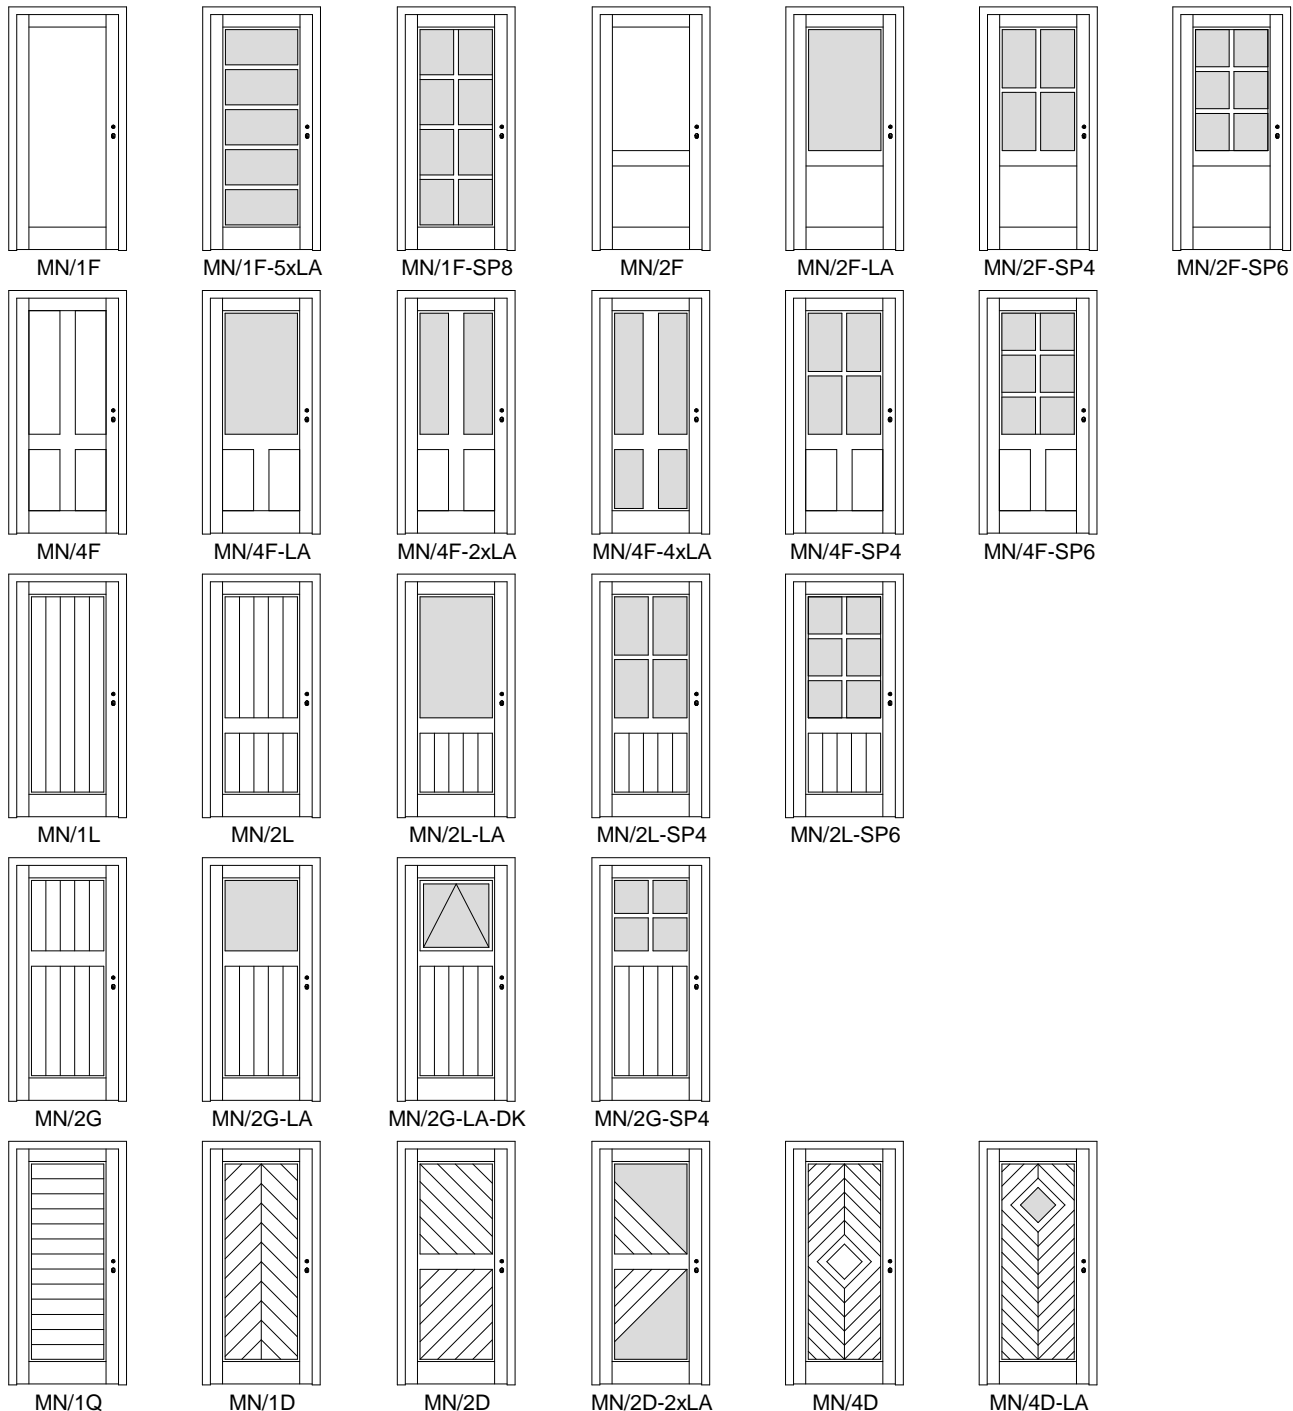 MN/1F MN/1F-5xLA MN/1F-SP8 MN/2F MN/2F-LA MN/2F-SP4 MN/2F-SP6
MN/4F MN/4F-LA MN/4F-2xLA MN/4F-4xLA MN/4F-SP4 MN/4F-SP6
MN/1L MN/2L MN/2L-LA MN/2L-SP4 MN/2L-SP6
MN/2G MN/2G-LA MN/2G-LA-DK MN/2G-SP4
MN/1Q MN/1D MN/2D MN/2D-2xLA MN/4D MN/4D-LA